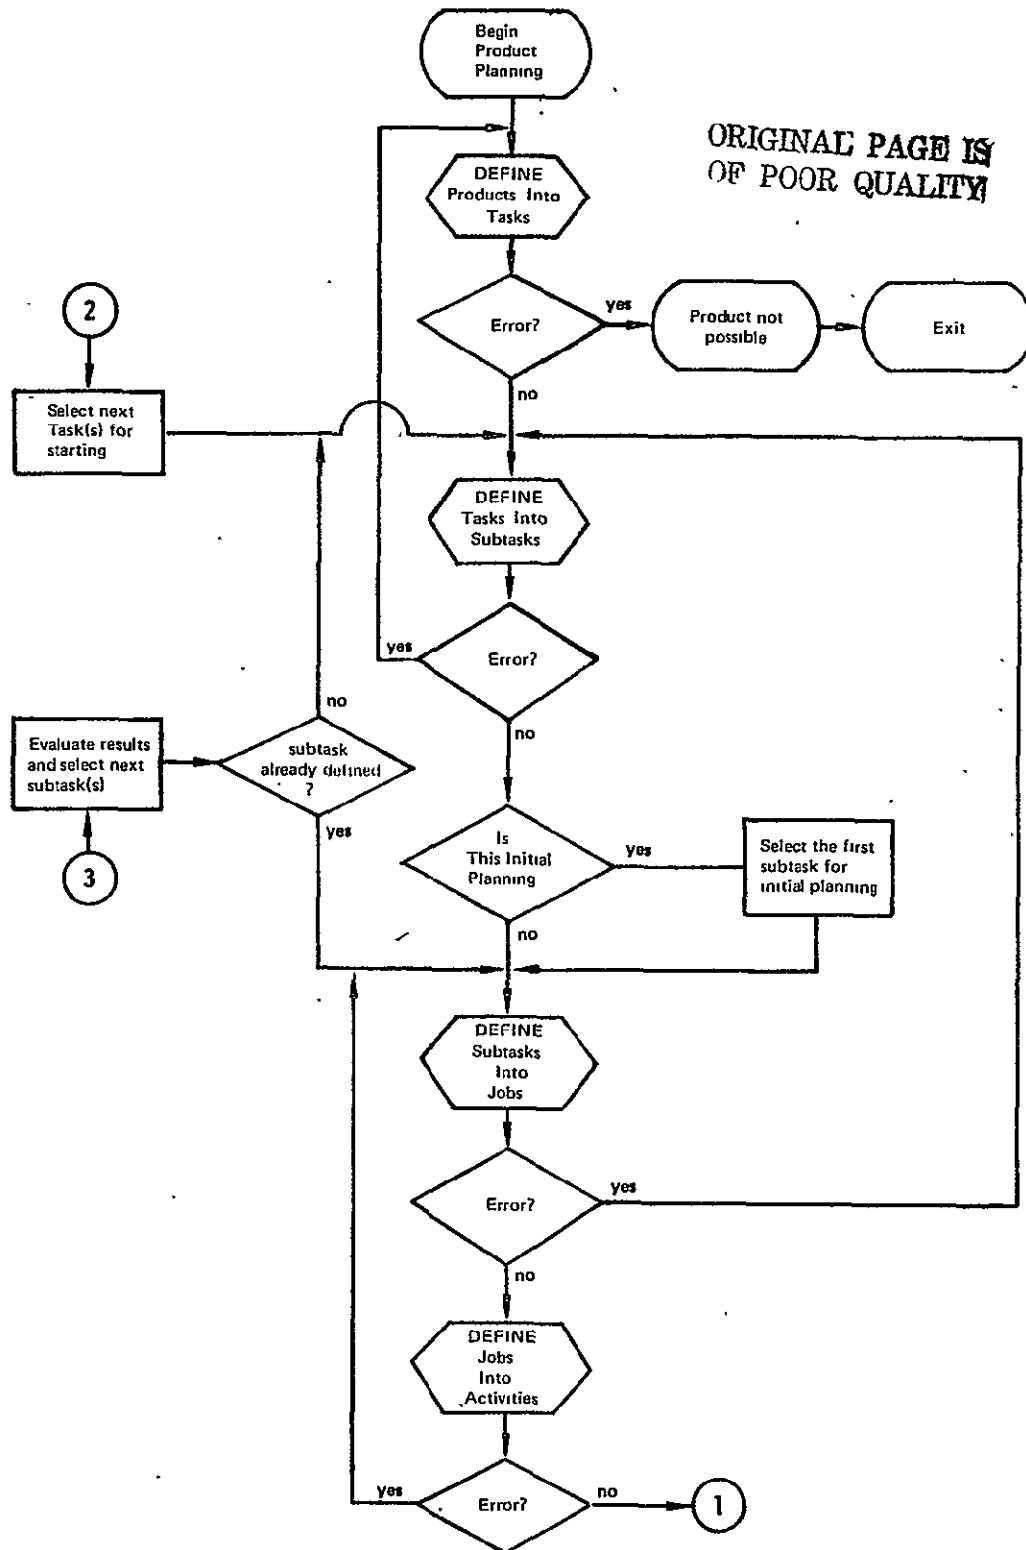 Begin
Product
Planning
ORIGINAL PAGE IS
OF POOR QUALITY
DEFINE
Products Into
Tasks
2
Error?
yes
Product not
possible
Exit
no
Select next
Task(s) for
starting
DEFINE
Tasks Into
Subtasks
yes
Error?
no
no
Evaluate results
and select next
subtask(s)
subtask
already defined
?
yes
3
Is
This Initial
Planning
yes
Select the first
subtask for
initial planning
no
DEFINE
Subtasks
Into
Jobs
Error?
yes
no
DEFINE
Jobs
Into
Activities
yes
Error?
no
1